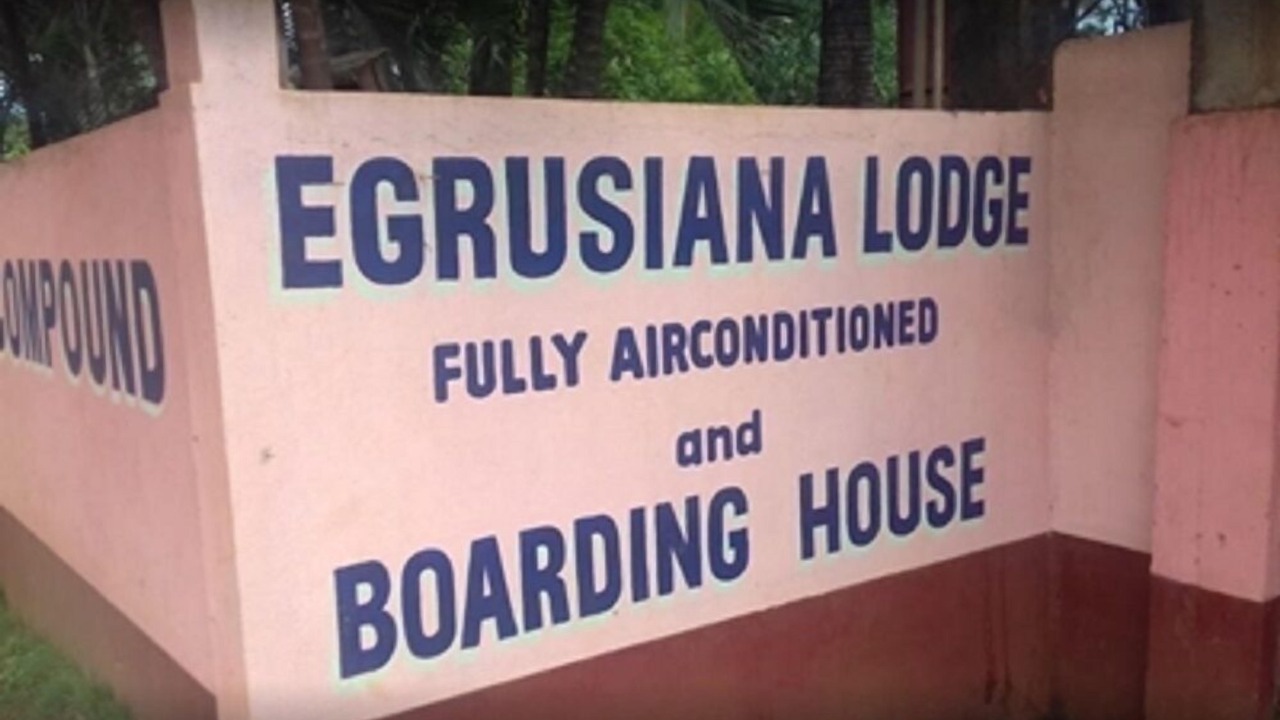 COMPOUND
EGRUSIANA LODGE
FULLY AIRCONDITIONED
and
BOARDING HOUSE